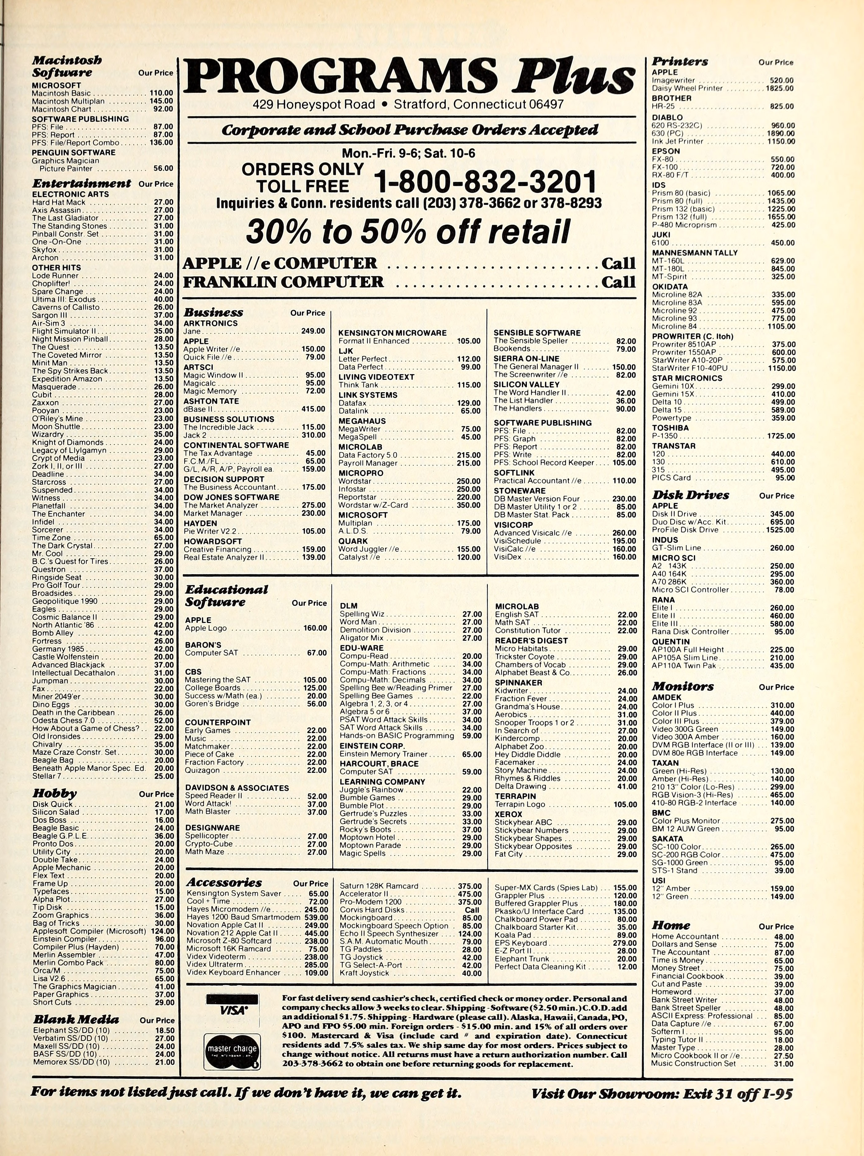 PROGRAMS Plus
429 Honeyspot Road • Stratford, Connecticut 06497
Corporate and School Purchase Orders Accepted
Mon.-Fri. 9-6; Sat. 10-6
ORDERS ONLY
TOLL FREE 1-800-832-3201
Inquiries & Conn. residents call (203) 378-3662 or 378-8293
30% to 50% off retail
APPLE //e COMPUTER . . . Call
FRANKLIN COMPUTER . . . Call
Macintosh
Software Our Price
MICROSOFT
Macintosh Basic 110.00
Macintosh Multiplan 145.00
Macintosh Chart 92.00
SOFTWARE PUBLISHING
PFS: File 87.00
PFS: Report 87.00
PFS: File/Report Combo 136.00
PENGUIN SOFTWARE
Graphics Magician
Picture Painter 56.00
Entertainment Our Price
ELECTRONIC ARTS
Hard Hat Mack 27.00
Axis Assassin 27.00
The Last Gladiator 27.00
The Standing Stones 31.00
Pinball Constr. Set 31.00
One-On-One 31.00
Skyfox 31.00
Archon 31.00
OTHER HITS
Lode Runner 24.00
Choplifter! 24.00
Spare Change 24.00
Ultima III: Exodus 40.00
Caverns of Callisto 26.00
Sargon III 37.00
Air-Sim 3 34.00
Flight Simulator II 35.00
Night Mission Pinball 28.00
The Quest 13.50
The Coveted Mirror 13.50
Minit Man 13.50
The Spy Strikes Back 13.50
Expedition Amazon 13.50
Masquerade 26.00
Cubit 28.00
Zaxxon 27.00
Pooyan 23.00
O'Riley's Mine 23.00
Moon Shuttle 23.00
Wizardry 35.00
Knight of Diamonds 24.00
Legacy of Llylgamyn 29.00
Crypt of Media 23.00
Zork I, II, or III 27.00
Deadline 34.00
Starcross 27.00
Suspended 34.00
Witness 34.00
Planetfall 34.00
The Enchanter 34.00
Infidel 34.00
Sorcerer 34.00
Time Zone 65.00
The Dark Crystal 27.00
Mr. Cool 29.00
B.C.'s Quest for Tires 26.00
Questron 37.00
Ringside Seat 30.00
Pro Golf Tour 29.00
Broadsides 29.00
Geopolitique 1990 29.00
Eagles 29.00
Cosmic Balance II 29.00
North Atlantic '86 42.00
Bomb Alley 42.00
Fortress 26.00
Germany 1985 42.00
Castle Wolfenstein 20.00
Advanced Blackjack 37.00
Intellectual Decathalon 31.00
Jumpman 30.00
Fax 22.00
Miner 2049'er 30.00
Dino Eggs 30.00
Death in the Caribbean 26.00
Odesta Chess 7.0 52.00
How About a Game of Chess? 22.00
Old Ironsides 29.00
Chivalry 35.00
Maze Craze Constr. Set 30.00
Beagle Bag 20.00
Beneath Apple Manor Spec. Ed 20.00
Stellar 7 25.00
Hobby Our Price
Disk Quick 21.00
Silicon Salad 17.00
Dos Boss 16.00
Beagle Basic 24.00
Beagle G.P.L.E. 36.00
Pronto Dos 20.00
Utility City 20.00
Double Take 24.00
Apple Mechanic 20.00
Flex Text 20.00
Frame Up 20.00
Typefaces 15.00
Alpha Plot 27.00
Tip Disk 15.00
Zoom Graphics 36.00
Bag of Tricks 30.00
Applesoft Compiler (Microsoft) 124.00
Einstein Compiler 96.00
Compiler Plus (Hayden) 70.00
Merlin Assembler 47.00
Merlin Combo Pack 80.00
Orca/M 75.00
Lisa V2.6 65.00
The Graphics Magician 41.00
Paper Graphics 37.00
Short Cuts 29.00
Blank Media Our Price
Elephant SS/DD (10) 18.50
Verbatim SS/DD (10) 27.00
Maxell SS/DD (10) 24.00
BASF SS/DD (10) 24.00
Memorex SS/DD (10) 21.00
Business Our Price
ARKTRONICS
Jane 249.00
APPLE
Apple Writer //e 150.00
Quick File //e 79.00
ARTSCI
Magic Window II 95.00
Magicalc 95.00
Magic Memory 72.00
ASHTON TATE
dBase II 415.00
BUSINESS SOLUTIONS
The Incredible Jack 115.00
Jack 2 310.00
CONTINENTAL SOFTWARE
The Tax Advantage 45.00
F.C.M./FL 65.00
G/L, A/R, A/P, Payroll ea. 159.00
DECISION SUPPORT
The Business Accountant 175.00
DOW JONES SOFTWARE
The Market Analyzer 275.00
Market Manager 230.00
HAYDEN
Pie Writer V2.2 105.00
HOWARDSOFT
Creative Financing 159.00
Real Estate Analyzer II 139.00
KENSINGTON MICROWARE
Format II Enhanced 105.00
LJK
Letter Perfect 112.00
Data Perfect 99.00
LIVING VIDEOTEXT
Think Tank 115.00
LINK SYSTEMS
Datafax 129.00
Datalink 65.00
MEGAHAUS
MegaWriter 75.00
MegaSpell 45.00
MICROLAB
Data Factory 5.0 215.00
Payroll Manager 215.00
MICROPRO
Wordstar 250.00
Infostar 250.00
Reportstar 220.00
Wordstar w/Z-Card 350.00
MICROSOFT
Multiplan 175.00
A.L.D.S. 79.00
QUARK
Word Juggler //e 155.00
Catalyst //e 120.00
SENSIBLE SOFTWARE
The Sensible Speller 82.00
Bookends 79.00
SIERRA ON-LINE
The General Manager II 150.00
The Screenwriter //e 82.00
SILICON VALLEY
The Word Handler II 42.00
The List Handler 36.00
The Handlers 90.00
SOFTWARE PUBLISHING
PFS: File 82.00
PFS: Graph 82.00
PFS: Report 82.00
PFS: Write 82.00
PFS: School Record Keeper 105.00
SOFTLINK
Practical Accountant //e 110.00
STONEWARE
DB Master Version Four 230.00
DB Master Utility 1 or 2 85.00
DB Master Stat. Pack 85.00
VISICORP
Advanced Visicalc //e 260.00
VisiSchedule 195.00
VisiCalc //e 160.00
VisiDex 160.00
Educational
Software Our Price
APPLE
Apple Logo 160.00
BARON'S
Computer SAT 67.00
CBS
Mastering the SAT 105.00
College Boards 125.00
Success w/Math (ea.) 20.00
Goren's Bridge 56.00
COUNTERPOINT
Early Games 22.00
Music 22.00
Matchmaker 22.00
Piece of Cake 22.00
Fraction Factory 22.00
Quizagon 22.00
DAVIDSON & ASSOCIATES
Speed Reader II 52.00
Word Attack! 37.00
Math Blaster 37.00
DESIGNWARE
Spellicopter 27.00
Crypto-Cube 27.00
Math Maze 27.00
DLM
Spelling Wiz 27.00
Word Man 27.00
Demolition Division 27.00
Aligator Mix 27.00
EDU-WARE
Compu-Read 20.00
Compu-Math: Arithmetic 34.00
Compu-Math: Fractions 34.00
Compu-Math: Decimals 34.00
Spelling Bee w/Reading Primer 27.00
Spelling Bee Games 22.00
Algebra 1, 2, 3, or 4 27.00
Algebra 5 or 6 37.00
PSAT Word Attack Skills 34.00
SAT Word Attack Skills 34.00
Hands-on BASIC Programming 59.00
EINSTEIN CORP.
Einstein Memory Trainer 65.00
HARCOURT, BRACE
Computer SAT 59.00
LEARNING COMPANY
Juggle's Rainbow 22.00
Bumble Games 29.00
Bumble Plot 29.00
Gertrude's Puzzles 33.00
Gertrude's Secrets 33.00
Rocky's Boots 37.00
Moptown Hotel 29.00
Moptown Parade 29.00
Magic Spells 29.00
MICROLAB
English SAT 22.00
Math SAT 22.00
Constitution Tutor 22.00
READER'S DIGEST
Micro Habitats 29.00
Trickster Coyote 29.00
Chambers of Vocab 29.00
Alphabet Beast & Co 26.00
SPINNAKER
Kidwriter 24.00
Fraction Fever 24.00
Grandma's House 24.00
Aerobics 31.00
Snooper Troops 1 or 2 31.00
In Search of 27.00
Kindercomp 20.00
Alphabet Zoo 20.00
Hey Diddle Diddle 20.00
Facemaker 24.00
Story Machine 24.00
Rhymes & Riddles 20.00
Delta Drawing 41.00
TERRAPIN
Terrapin Logo 105.00
XEROX
Stickybear ABC 29.00
Stickybear Numbers 29.00
Stickybear Shapes 29.00
Stickybear Opposites 29.00
Fat City 29.00
Accessories Our Price
Kensington System Saver 65.00
Cool + Time 72.00
Hayes Micromodem //e 245.00
Hayes 1200 Baud Smartmodem 539.00
Novation Apple Cat II 249.00
Novation 212 Apple Cat II 445.00
Microsoft Z-80 Softcard 238.00
Microsoft 16K Ramcard 75.00
Videx Videoterm 238.00
Videx Ultraterm 285.00
Videx Keyboard Enhancer 109.00
Saturn 128K Ramcard 375.00
Accelerator II 475.00
Pro-Modem 1200 375.00
Corvis Hard Disks Call
Mockingboard 85.00
Mockingboard Speech Option 85.00
Echo II Speech Synthesizer 124.00
S.A.M. Automatic Mouth 79.00
TG Paddles 28.00
TG Joystick 42.00
TG Select-A-Port 42.00
Kraft Joystick 40.00
Super-MX Cards (Spies Lab) 155.00
Grappler Plus 120.00
Buffered Grappler Plus 180.00
Pkasko/U Interface Card 135.00
Chalkboard Power Pad 80.00
Chalkboard Starter Kit 35.00
Koala Pad 89.00
EPS Keyboard 279.00
E-Z Port II 28.00
Elephant Trunk 20.00
Perfect Data Cleaning Kit 12.00
VISA
master charge
For fast delivery send cashier's check, certified check or money order. Personal and
company checks allow 3 weeks to clear. Shipping - Software ($2.50 min.) C.O.D. add
an additional $1.75. Shipping - Hardware (please call). Alaska, Hawaii, Canada, PO,
APO and FPO $5.00 min. Foreign orders - $15.00 min. and 15% of all orders over
$100. Mastercard & Visa (include card # and expiration date). Connecticut
residents add 7.5% sales tax. We ship same day for most orders. Prices subject to
change without notice. All returns must have a return authorization number. Call
203-378-3662 to obtain one before returning goods for replacement.
Printers Our Price
APPLE
Imagewriter 520.00
Daisy Wheel Printer 1825.00
BROTHER
HR-25 825.00
DIABLO
620 RS-232C) 960.00
630 (PC) 1890.00
Ink Jet Printer 1150.00
EPSON
FX-80 550.00
FX-100 720.00
RX-80 F/T 400.00
IDS
Prism 80 (basic) 1065.00
Prism 80 (full) 1435.00
Prism 132 (basic) 1225.00
Prism 132 (full) 1655.00
P-480 Microprism 425.00
JUKI
6100 450.00
MANNESMANN TALLY
MT-160L 629.00
MT-180L 845.00
MT-Spirit 325.00
OKIDATA
Microline 82A 335.00
Microline 83A 595.00
Microline 92 475.00
Microline 93 775.00
Microline 84 1105.00
PROWRITER (C. Itoh)
Prowriter 8510AP 375.00
Prowriter 1550AP 600.00
StarWriter A10-20P 575.00
StarWriter F10-40PU 1150.00
STAR MICRONICS
Gemini 10X 299.00
Gemini 15X 410.00
Delta 10 499.00
Delta 15 589.00
Powertype 359.00
TOSHIBA
P-1350 1725.00
TRANSTAR
120 440.00
130 610.00
315 495.00
PICS Card 95.00
Disk Drives Our Price
APPLE
Disk II Drive 345.00
Duo Disc w/Acc. Kit 695.00
ProFile Disk Drive 1525.00
INDUS
GT-Slim Line 260.00
MICRO SCI
A2 143K 250.00
A40 164K 295.00
A70 286K 360.00
Micro SCI Controller 78.00
RANA
Elite I 260.00
Elite II 460.00
Elite III 580.00
Rana Disk Controller 95.00
QUENTIN
AP100A Full Height 225.00
AP105A Slim Line 210.00
AP110A Twin Pak 435.00
Monitors Our Price
AMDEK
Color I Plus 310.00
Color II Plus 440.00
Color III Plus 379.00
Video 300G Green 149.00
Video 300A Amber 160.00
DVM RGB Interface (II or III) 139.00
DVM 80e RGB Interface 149.00
TAXAN
Green (Hi-Res) 130.00
Amber (Hi-Res) 140.00
210 13" Color (Lo-Res) 299.00
RGB Vision-3 (Hi-Res) 465.00
410-80 RGB-2 Interface 140.00
BMC
Color Plus Monitor 275.00
BM 12 AUW Green 95.00
SAKATA
SC-100 Color 265.00
SC-200 RGB Color 475.00
SG-1000 Green 95.00
STS-1 Stand 39.00
USI
12" Amber 159.00
12" Green 149.00
Home Our Price
Home Accountant 48.00
Dollars and Sense 75.00
The Accountant 87.00
Time is Money 65.00
Money Street 75.00
Financial Cookbook 39.00
Cut and Paste 39.00
Homeword 37.00
Bank Street Writer 48.00
Bank Street Speller 48.00
ASCII Express: Professional 85.00
Data Capture //e 67.00
Softerm I 95.00
Typing Tutor II 18.00
Master Type 28.00
Micro Cookbook II or //e 27.50
Music Construction Set 31.00
For items not listed just call. If we don't have it, we can get it.
Visit Our Showroom: Exit 31 off I-95